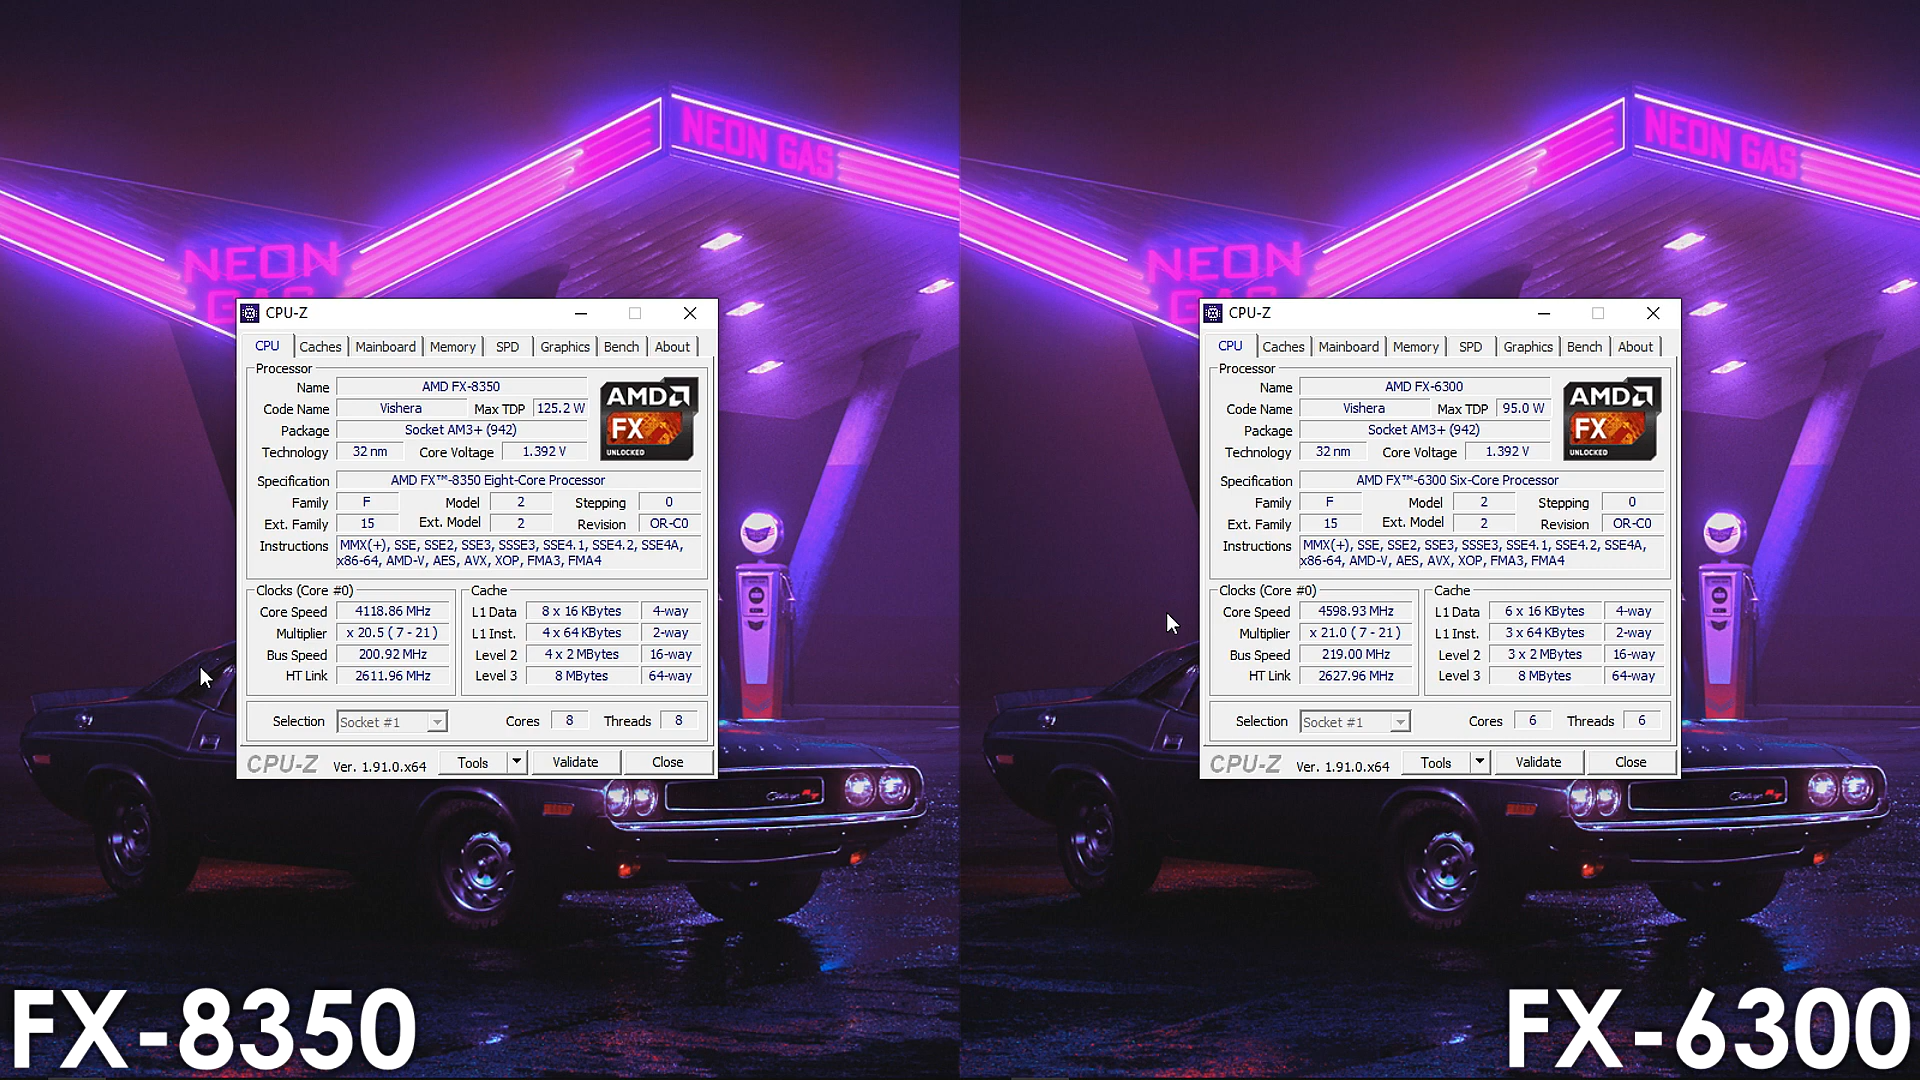 NEON GAS
NEON
GAS
CPU-Z
CPU Caches Mainboard Memory SPD Graphics Bench About
Processor
Name AMD FX-8350
Code Name Vishera Max TDP 125.2 W
Package Socket AM3+ (942)
Technology 32 nm Core Voltage 1.392 V
AMD
FX
UNLOCKED
Specification AMD FX™-8350 Eight-Core Processor
Family F Model 2 Stepping 0
Ext. Family 15 Ext. Model 2 Revision OR-C0
Instructions MMX(+), SSE, SSE2, SSE3, SSSE3, SSE4.1, SSE4.2, SSE4A,
x86-64, AMD-V, AES, AVX, XOP, FMA3, FMA4
Clocks (Core #0) Cache
Core Speed 4118.86 MHz L1 Data 8 x 16 KBytes 4-way
Multiplier x 20.5 ( 7 - 21 ) L1 Inst. 4 x 64 KBytes 2-way
Bus Speed 200.92 MHz Level 2 4 x 2 MBytes 16-way
HT Link 2611.96 MHz Level 3 8 MBytes 64-way
Selection Socket #1 Cores 8 Threads 8
CPU-Z Ver. 1.91.0.x64 Tools Validate Close
Challenger R/T
FX-8350
NEON GAS
NEON
GAS
CPU-Z
CPU Caches Mainboard Memory SPD Graphics Bench About
Processor
Name AMD FX-6300
Code Name Vishera Max TDP 95.0 W
Package Socket AM3+ (942)
Technology 32 nm Core Voltage 1.392 V
AMD
FX
UNLOCKED
Specification AMD FX™-6300 Six-Core Processor
Family F Model 2 Stepping 0
Ext. Family 15 Ext. Model 2 Revision OR-C0
Instructions MMX(+), SSE, SSE2, SSE3, SSSE3, SSE4.1, SSE4.2, SSE4A,
x86-64, AMD-V, AES, AVX, XOP, FMA3, FMA4
Clocks (Core #0) Cache
Core Speed 4598.93 MHz L1 Data 6 x 16 KBytes 4-way
Multiplier x 21.0 ( 7 - 21 ) L1 Inst. 3 x 64 KBytes 2-way
Bus Speed 219.00 MHz Level 2 3 x 2 MBytes 16-way
HT Link 2627.96 MHz Level 3 8 MBytes 64-way
Selection Socket #1 Cores 6 Threads 6
CPU-Z Ver. 1.91.0.x64 Tools Validate Close
Challenger R/T
FX-6300